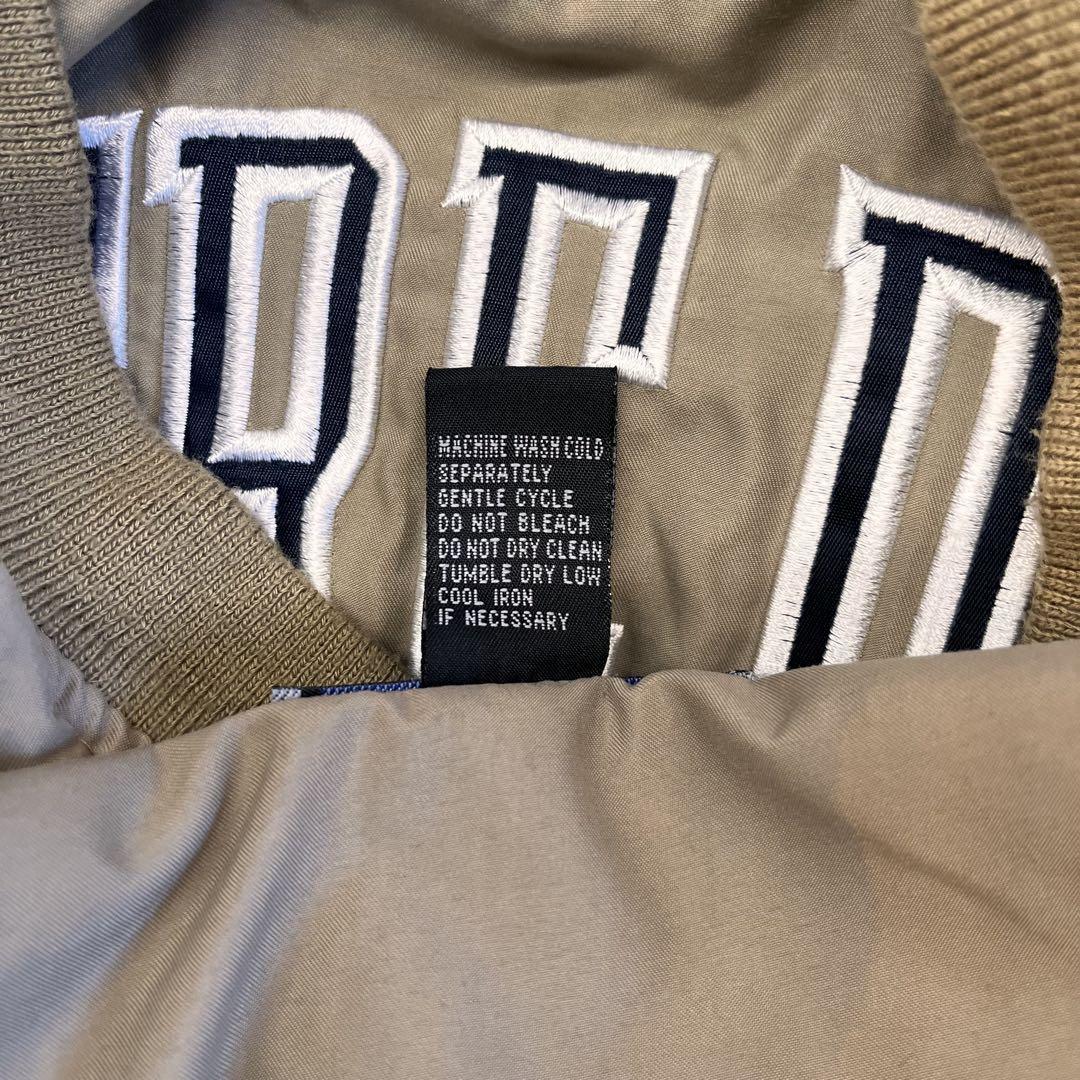 MACHINE WASH COLD
SEPARATELY
GENTLE CYCLE
DO NOT BLEACH
DO NOT DRY CLEAN
TUMBLE DRY LOW
COOL IRON
IF NECESSARY